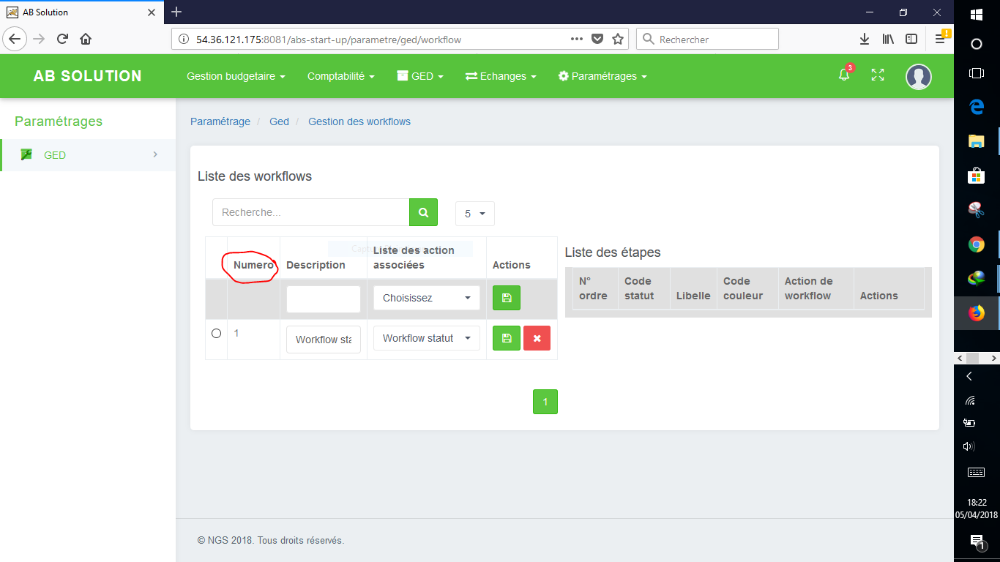 AB Solution
54.36.121.175:8081/abs-start-up/parametre/ged/workflow
Rechercher
AB SOLUTION
Gestion budgetaire
Comptabilité
GED
Echanges
Paramétrages
3
Paramétrages
GED
Paramétrage / Ged / Gestion des workflows
Liste des workflows
Recherche...
5
Numero
Description
Liste des action
associées
Actions
Choisissez
1
Workflow sta
Workflow statut
1
Liste des étapes
N°
ordre
Code
statut
Libelle
Code
couleur
Action de
workflow
Actions
© NGS 2018. Tous droits réservés.
18:22
05/04/2018
1